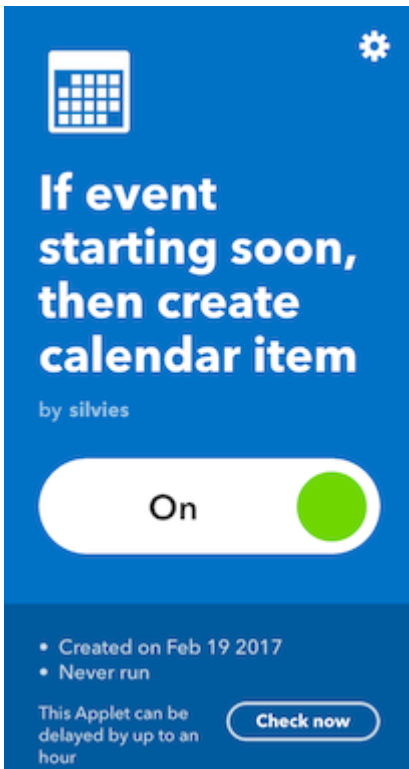 If event
starting soon,
then create
calendar item
by silvies
On
• Created on Feb 19 2017
• Never run
This Applet can be
delayed by up to an
hour
Check now